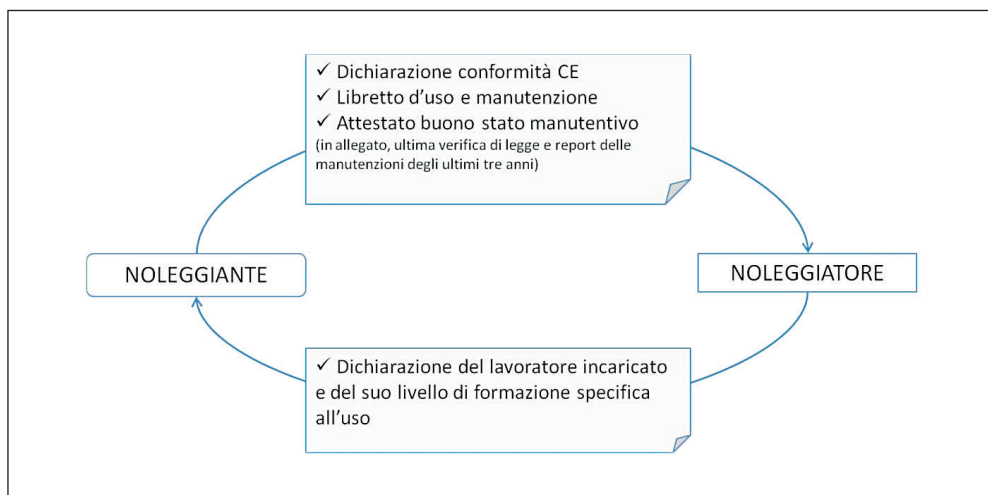 ✓ Dichiarazione conformità CE
✓ Libretto d'uso e manutenzione
✓ Attestato buono stato manutentivo
(in allegato, ultima verifica di legge e report delle
manutenzioni degli ultimi tre anni)
NOLEGGIANTE
NOLEGGIATORE
✓ Dichiarazione del lavoratore incaricato
e del suo livello di formazione specifica
all'uso